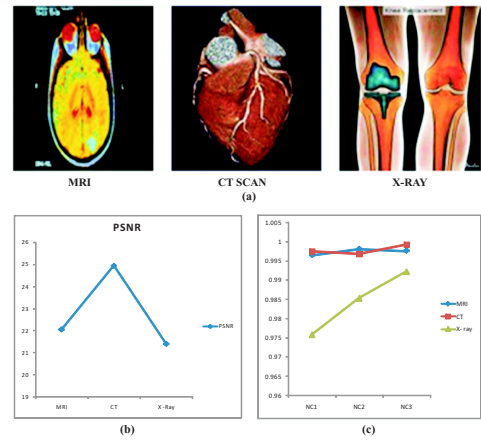 Knee Replacement
MRI
CT SCAN
X-RAY
(a)
PSNR
26
25
24
23
22
21
20
19
MRI
CT
X-Ray
PSNR
(b)
1.005
1
0.995
0.99
0.985
0.98
0.975
0.97
0.965
0.96
NC1
NC2
NC3
MRI
CT
X- ray
(c)